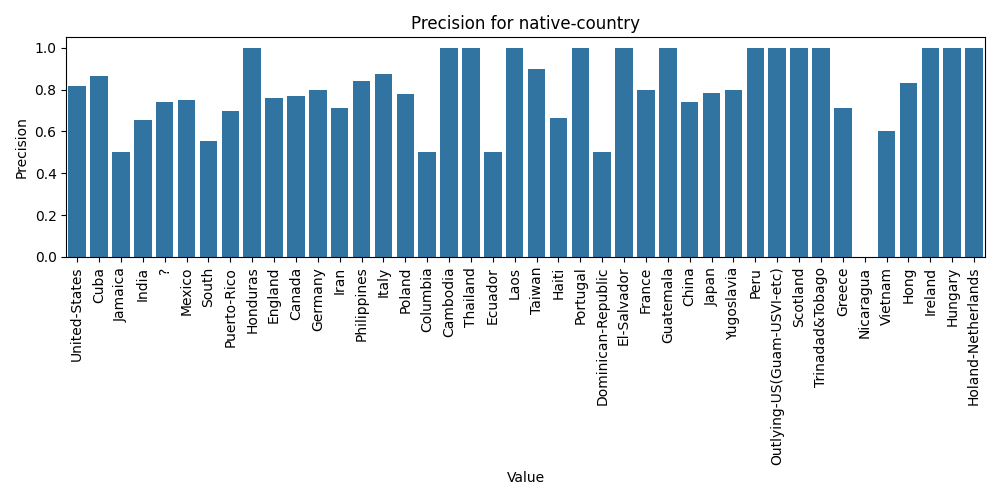 Precision for native-country
Precision
1.0
0.8
0.6
0.4
0.2
0.0
United-States
Cuba
Jamaica
India
?
Mexico
South
Puerto-Rico
Honduras
England
Canada
Germany
Iran
Philippines
Italy
Poland
Columbia
Cambodia
Thailand
Ecuador
Laos
Taiwan
Haiti
Portugal
Dominican-Republic
El-Salvador
France
Guatemala
China
Japan
Yugoslavia
Peru
Outlying-US(Guam-USVI-etc)
Scotland
Trinadad&Tobago
Greece
Nicaragua
Vietnam
Hong
Ireland
Hungary
Holand-Netherlands
Value